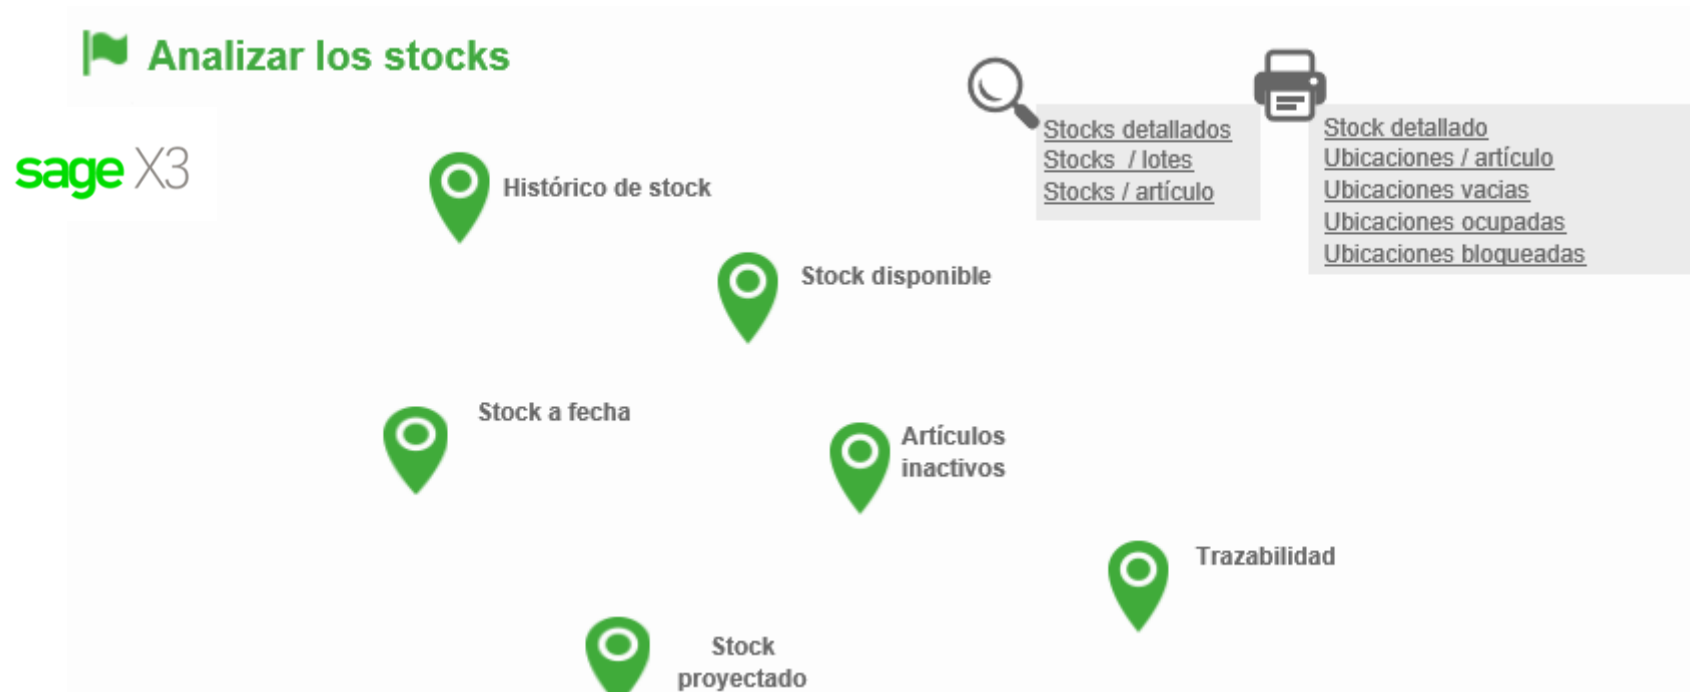 Analizar los stocks
sage X3
Histórico de stock
Stock disponible
Stock a fecha
Artículos
inactivos
Trazabilidad
Stock
proyectado
Stocks detallados
Stocks / lotes
Stocks / artículo
Stock detallado
Ubicaciones / artículo
Ubicaciones vacias
Ubicaciones ocupadas
Ubicaciones bloqueadas